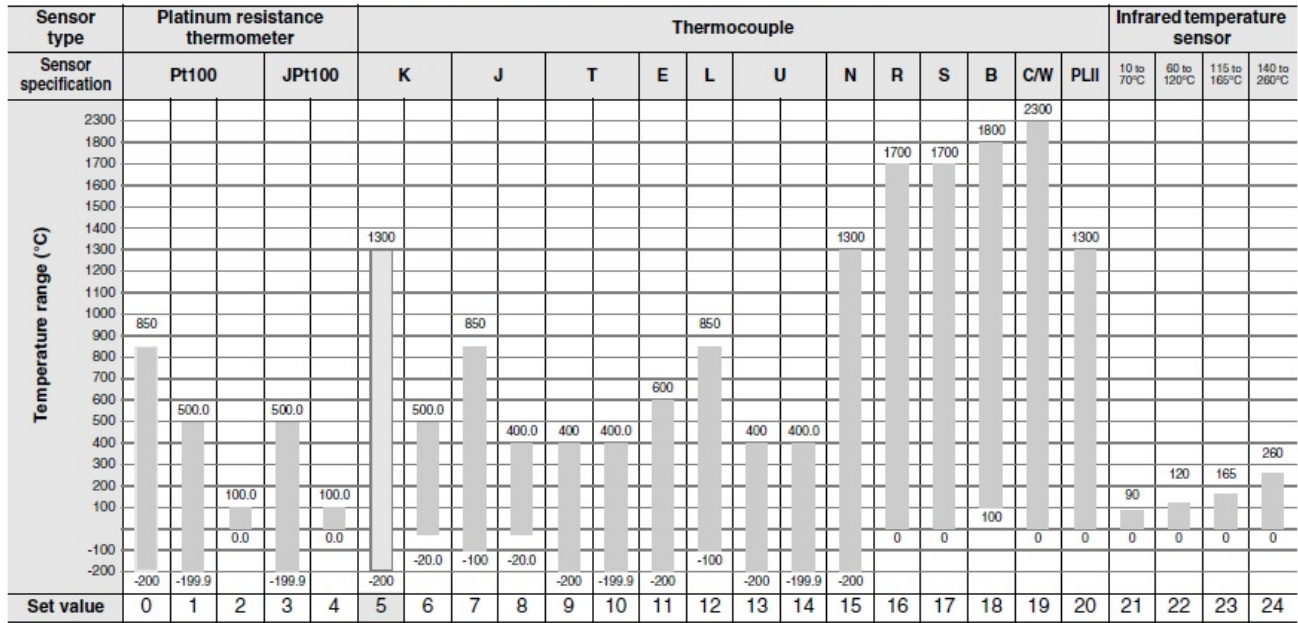 Sensor type Platinum resistance thermometer Thermocouple Infrared temperature sensor
Sensor specification Pt100 JPt100 K J T E L U N R S B C/W PLII 10 to 70°C 60 to 120°C 115 to 165°C 140 to 260°C
Temperature range (°C)
2300
2300
1800
1800
1700
1700 1700
1600
1500
1400
1300 1300 1300
1300
1200
1100
1000
850 850 850
900
800
700
600
600
500.0 500.0 500.0
500
400.0 400 400.0 400 400.0
400
300
260
120 165
200
100.0 100.0 90
100
100
0.0 0.0 0 0 0 0 0 0 0 0
-100
-20.0 -100 -20.0 -100
-200
-200 -199.9 -199.9 -200 -200 -199.9 -200 -200 -199.9 -200
Set value 0 1 2 3 4 5 6 7 8 9 10 11 12 13 14 15 16 17 18 19 20 21 22 23 24